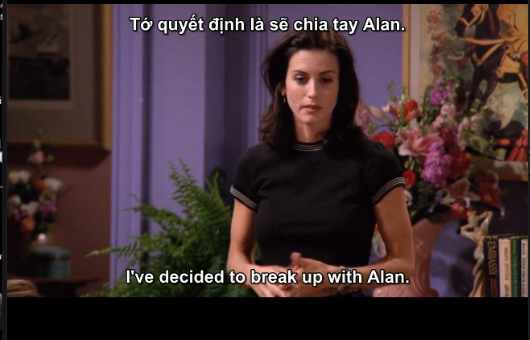 Tớ quyết định là sẽ chia tay Alan.
I've decided to break up with Alan.